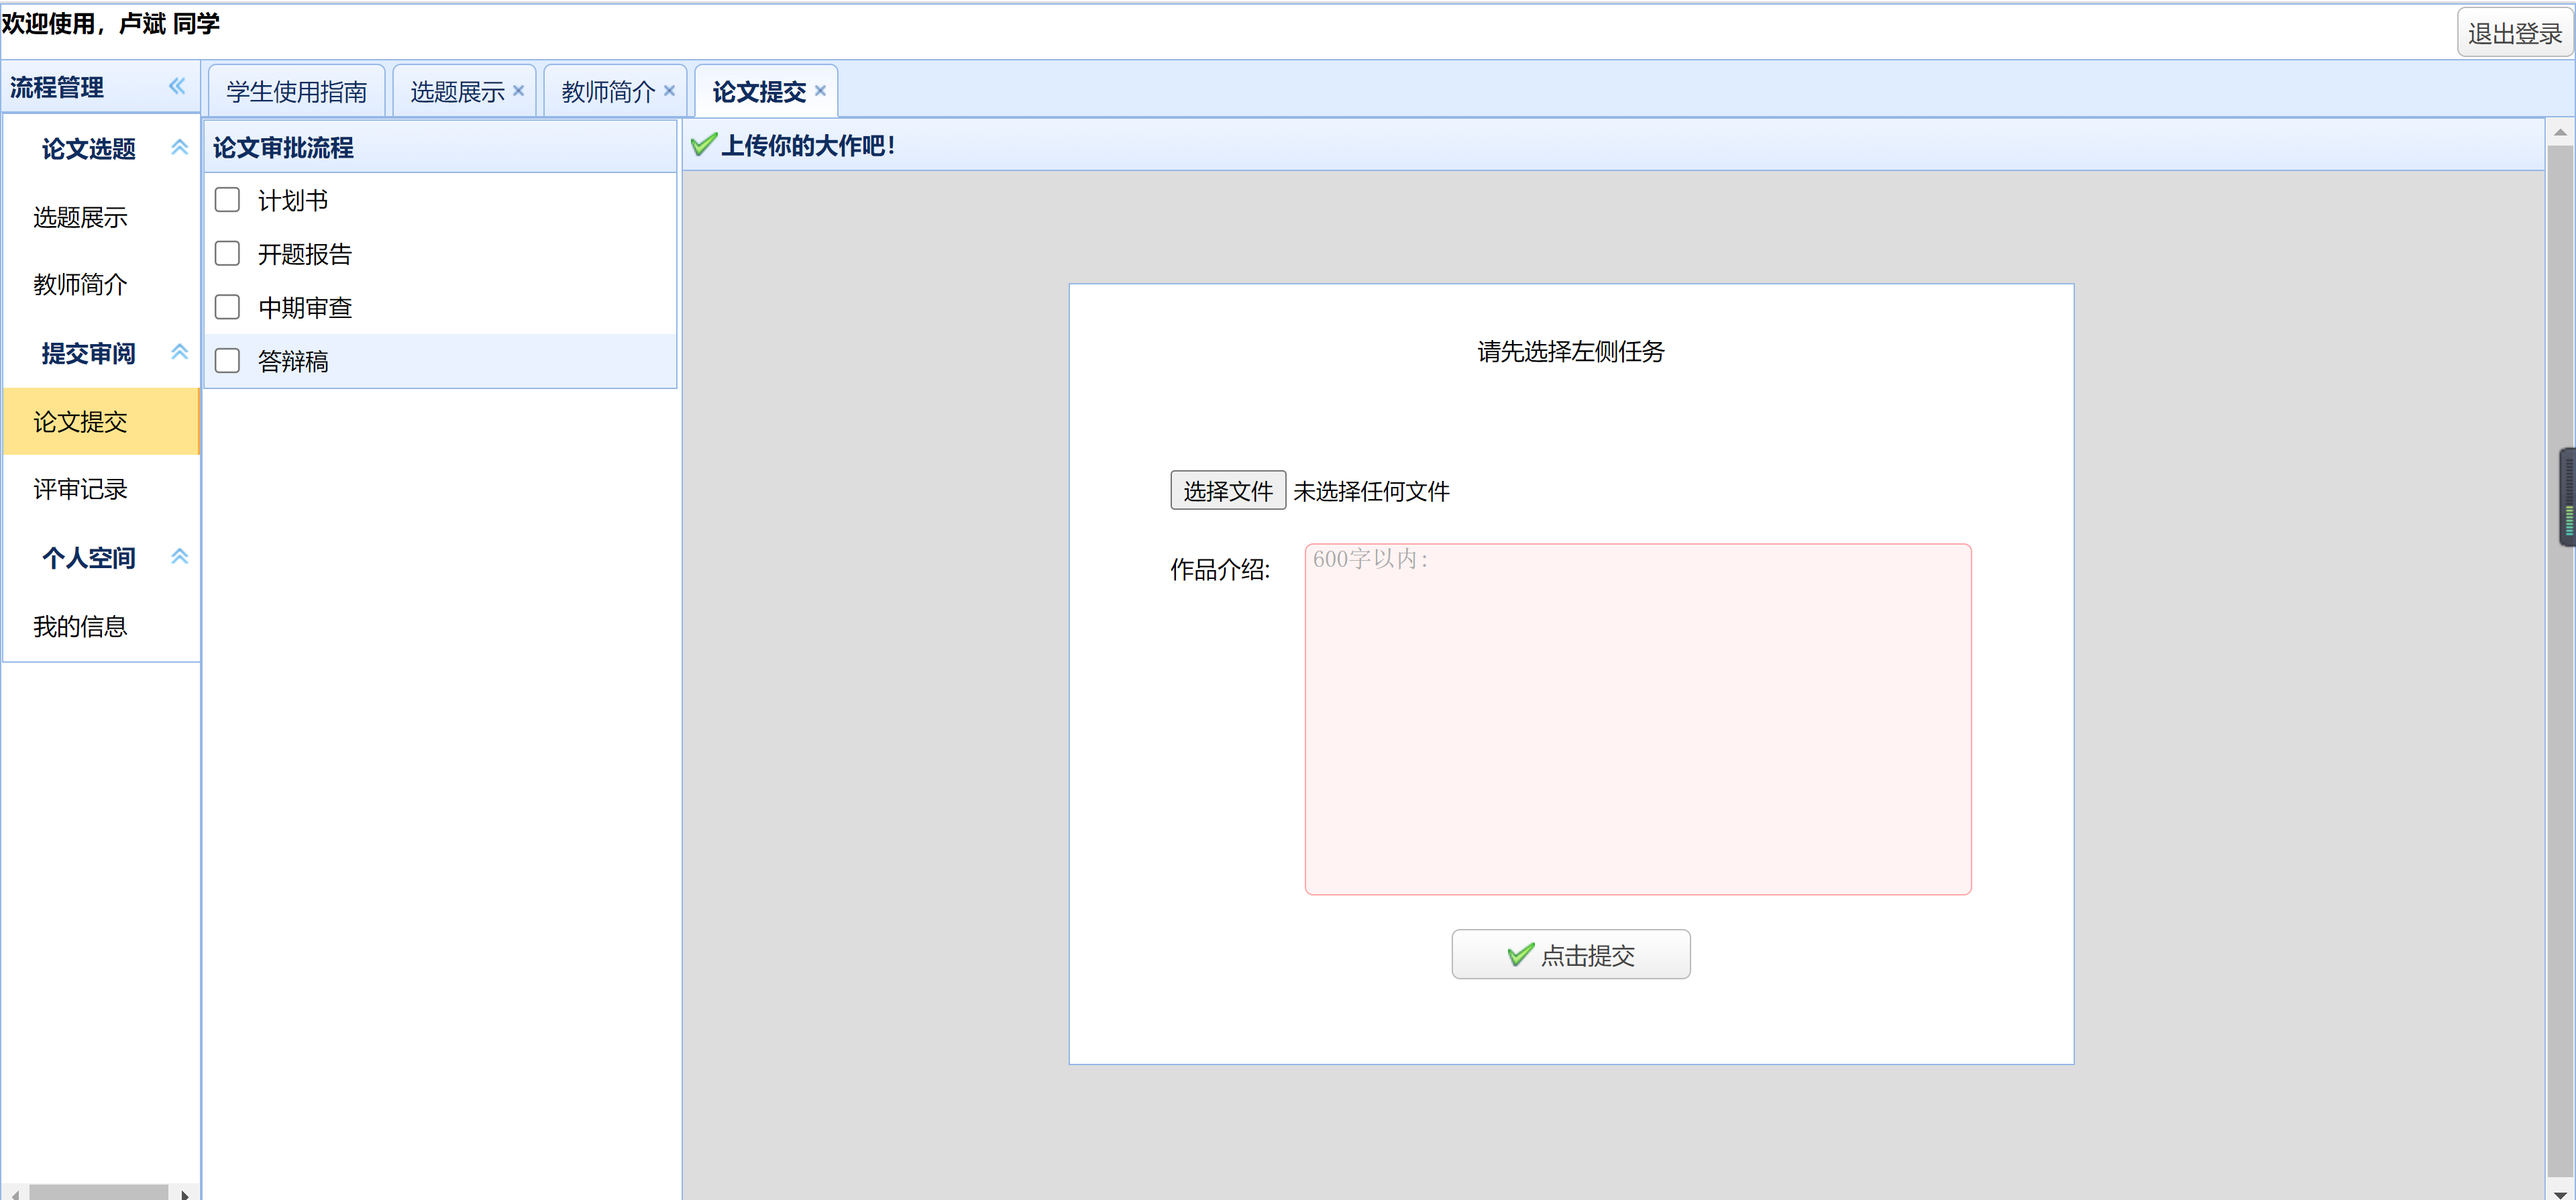 欢迎使用，卢斌 同学
退出登录
流程管理
学生使用指南
选题展示
教师简介
论文提交
论文选题
选题展示
教师简介
提交审阅
论文提交
评审记录
个人空间
我的信息
论文审批流程
计划书
开题报告
中期审查
答辩稿
上传你的大作吧！
请先选择左侧任务
选择文件 未选择任何文件
作品介绍:
600字以内：
点击提交